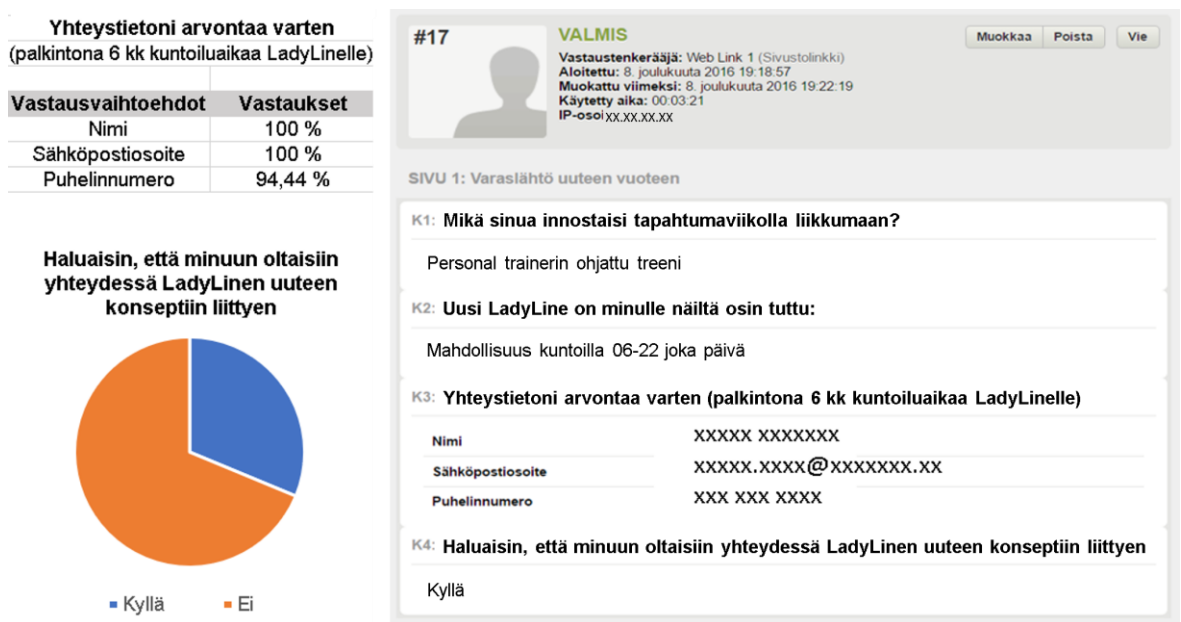 Yhteystietoni arvontaa varten
(palkintona 6 kk kuntoiluaikaa LadyLinelle)
Vastausvaihtoehdot Vastaukset
Nimi 100 %
Sähköpostiosoite 100 %
Puhelinnumero 94,44 %
Haluaisin, että minuun oltaisiin
yhteydessä LadyLinen uuteen
konseptiin liittyen
Kyllä Ei
#17
VALMIS
Muokkaa Poista Vie
Vastaustenkerääjä: Web Link 1 (Sivustolinkki)
Aloitettu: 8. joulukuuta 2016 19:18:57
Muokattu viimeksi: 8. joulukuuta 2016 19:22:19
Käytetty aika: 00:03:21
IP-osoi xx.xx.xx.xx
SIVU 1: Varaslähtö uuteen vuoteen
K1: Mikä sinua innostaisi tapahtumaviikolla liikkumaan?
Personal trainerin ohjattu treeni
K2: Uusi LadyLine on minulle näiltä osin tuttu:
Mahdollisuus kuntoilla 06-22 joka päivä
K3: Yhteystietoni arvontaa varten (palkintona 6 kk kuntoiluaikaa LadyLinelle)
Nimi xxxxx xxxxxxx
Sähköpostiosoite xxxxx.xxxx@xxxxxxx.xx
Puhelinnumero xxx xxx xxxx
K4: Haluaisin, että minuun oltaisiin yhteydessä LadyLinen uuteen konseptiin liittyen
Kyllä